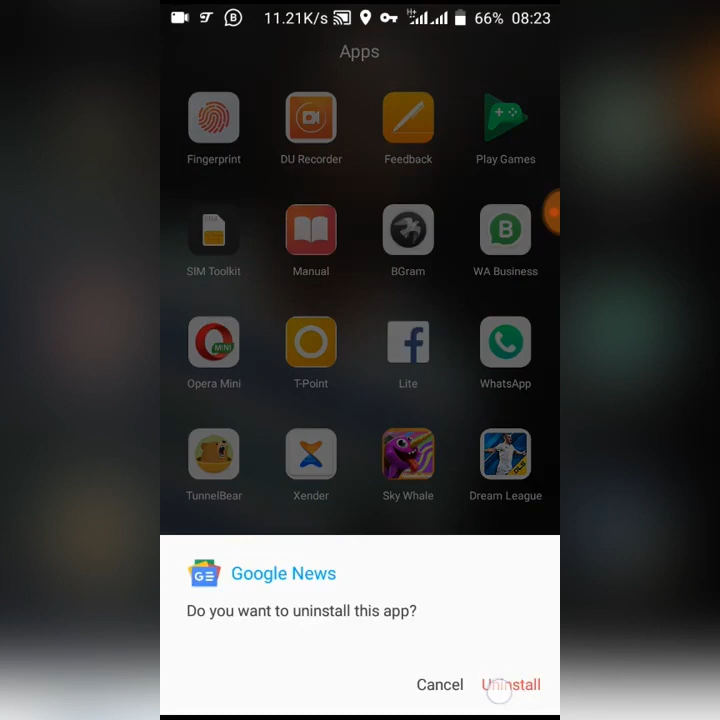 11.21K/s H+ 66% 08:23
Apps
Fingerprint DU Recorder Feedback Play Games
SIM Toolkit Manual BGram WA Business
Opera Mini T-Point Lite WhatsApp
TunnelBear Xender Sky Whale Dream League
Google News
Do you want to uninstall this app?
Cancel Uninstall